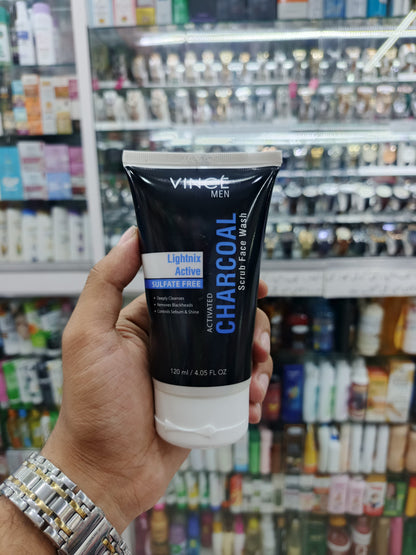 VINCÉ
MEN
Lightnix
Active
SULFATE FREE
• Deeply Cleanses
• Removes Blackheads
• Controls Sebum & Shine
ACTIVATED
CHARCOAL
Scrub Face Wash
120 ml / 4.05 FL OZ